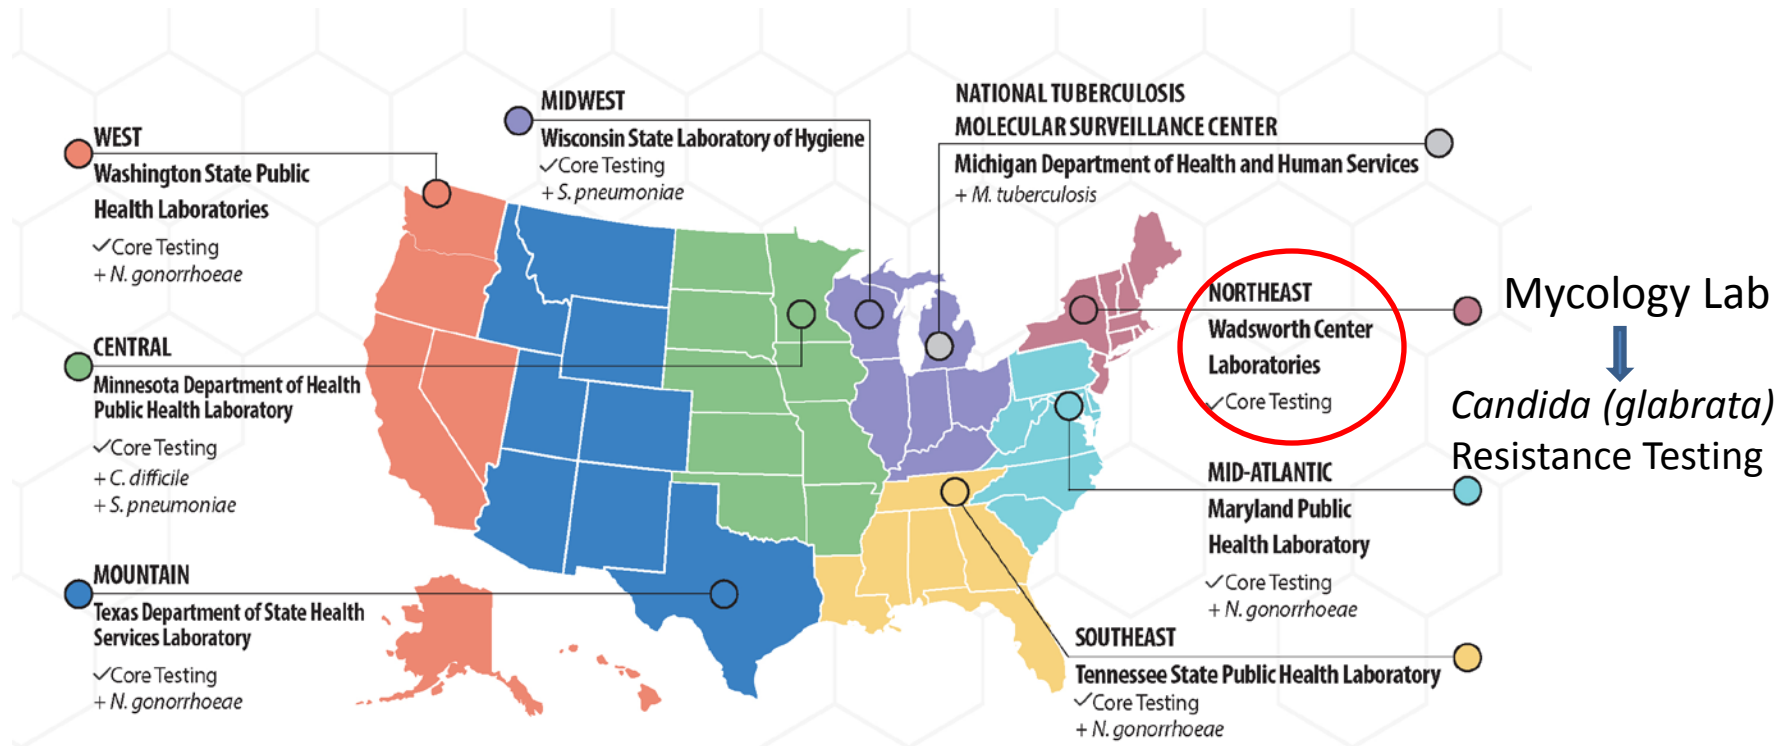 WEST
Washington State Public
Health Laboratories
✓Core Testing
+ N. gonorrhoeae
MIDWEST
Wisconsin State Laboratory of Hygiene
✓Core Testing
+ S. pneumoniae
NATIONAL TUBERCULOSIS
MOLECULAR SURVEILLANCE CENTER
Michigan Department of Health and Human Services
+ M. tuberculosis
CENTRAL
Minnesota Department of Health
Public Health Laboratory
✓Core Testing
+ C. difficile
+ S. pneumoniae
NORTHEAST
Wadsworth Center
Laboratories
✓Core Testing
Mycology Lab
Candida (glabrata)
Resistance Testing
MID-ATLANTIC
Maryland Public
Health Laboratory
✓Core Testing
+ N. gonorrhoeae
MOUNTAIN
Texas Department of State Health
Services Laboratory
✓Core Testing
+ N. gonorrhoeae
SOUTHEAST
Tennessee State Public Health Laboratory
✓Core Testing
+ N. gonorrhoeae